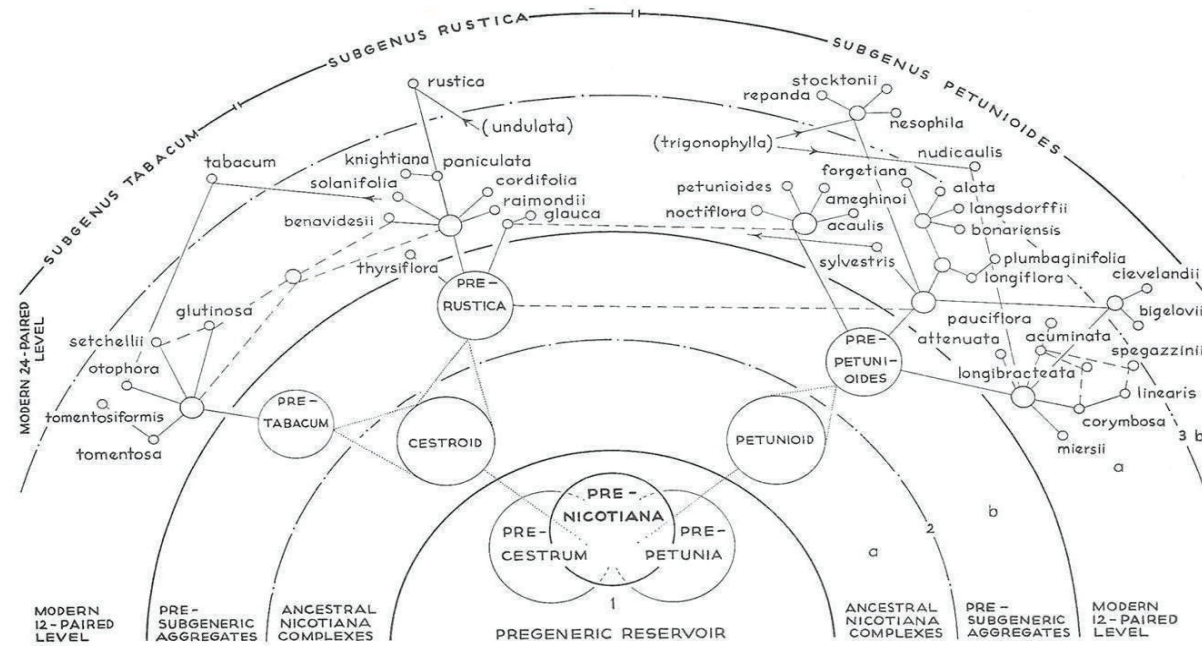 SUBGENUS TABACUM
SUBGENUS RUSTICA
SUBGENUS PETUNIOIDES
rustica
(undulata)
stocktonii
repanda
nesophila
(trigonophylla)
nudicaulis
tabacum
knightiana
paniculata
solanifolia
cordifolia
raimondii
benavidesii
glauca
thyrsiflora
petunioides
ameghinoi
noctiflora
acaulis
forgetiana
alata
langsdorffii
bonariensis
sylvestris
plumbaginifolia
longiflora
clevelandii
bigelovii
pauciflora
attenuata
acuminata
spegazzinii
longibracteata
linearis
corymbosa
miersii
glutinosa
setchellii
otophora
tomentosiformis
tomentosa
MODERN 24-PAIRED
LEVEL
PRE-
RUSTICA
PRE-
PETUNI-
OIDES
PRE-
TABACUM
CESTROID
PETUNIOID
PRE-
NICOTIANA
PRE-
CESTRUM
PRE-
PETUNIA
3 b
a
b
2
a
1
MODERN
12-PAIRED
LEVEL
PRE-
SUBGENERIC
AGGREGATES
ANCESTRAL
NICOTIANA
COMPLEXES
PREGENERIC RESERVOIR
ANCESTRAL
NICOTIANA
COMPLEXES
PRE-
SUBGENERIC
AGGREGATES
MODERN
12-PAIRED
LEVEL